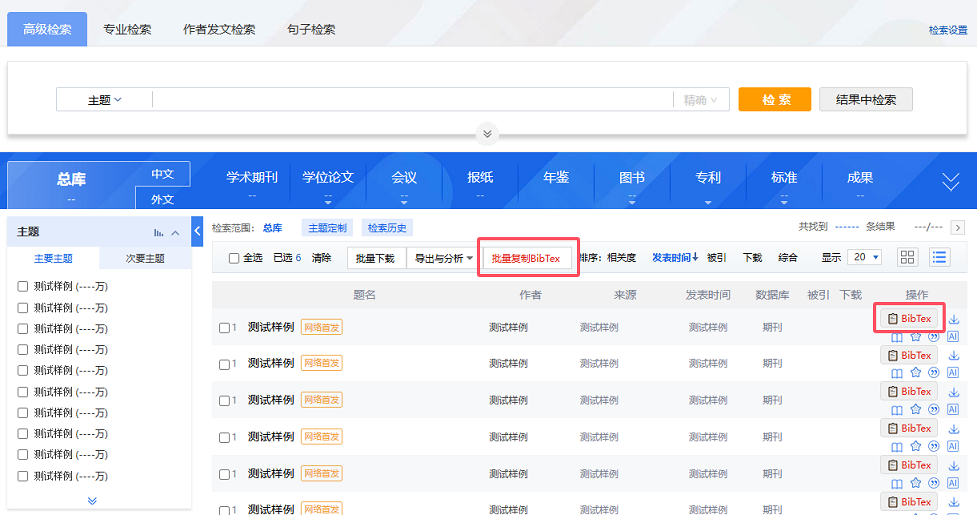 高级检索 专业检索 作者发文检索 句子检索 检索设置
主题 精确 检 索 结果中检索
总库 中文 学术期刊 学位论文 会议 报纸 年鉴 图书 专利 标准 成果
-- 外文 -- -- -- -- -- -- -- -- --
主题 检索范围: 总库 主题定制 检索历史 共找到 ------ 条结果 ---/---
主要主题 次要主题 全选 已选 6 清除 批量下载 导出与分析 批量复制BibTex 排序: 相关度 发表时间↓ 被引 下载 综合 显示 20
题名 作者 来源 发表时间 数据库 被引 下载 操作
测试样例 (----万)
测试样例 (----万)
测试样例 (----万)
测试样例 (----万)
测试样例 (----万)
测试样例 (----万)
测试样例 (----万)
测试样例 (----万)
测试样例 (----万)
测试样例 (----万)
1 测试样例 网络首发 测试样例 测试样例 测试样例 期刊 BibTex
AI
1 测试样例 网络首发 测试样例 测试样例 测试样例 期刊 BibTex
AI
1 测试样例 网络首发 测试样例 测试样例 测试样例 期刊 BibTex
AI
1 测试样例 网络首发 测试样例 测试样例 测试样例 期刊 BibTex
AI
1 测试样例 网络首发 测试样例 测试样例 测试样例 期刊 BibTex
AI
1 测试样例 网络首发 测试样例 测试样例 测试样例 期刊 BibTex